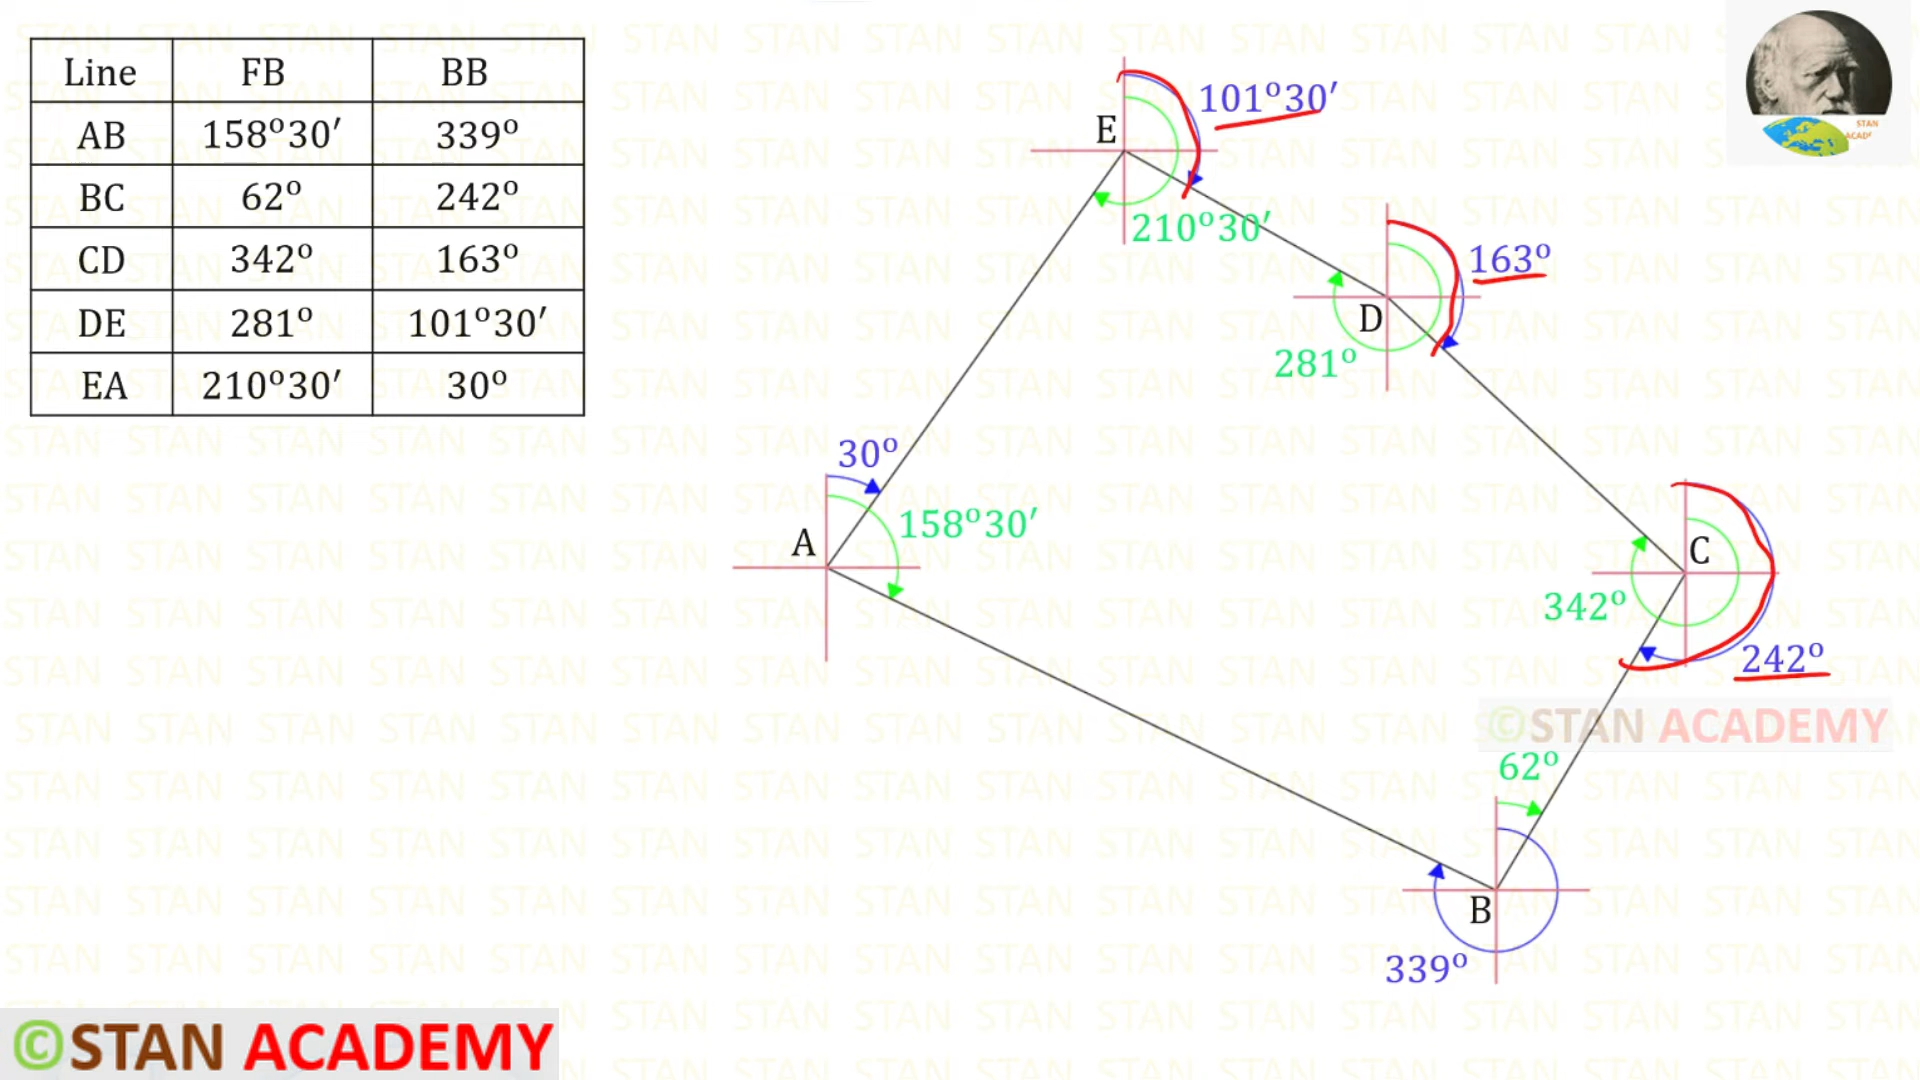 Line FB BB
AB 158°30′ 339°
BC 62° 242°
CD 342° 163°
DE 281° 101°30′
EA 210°30′ 30°
E
101°30′
210°30′
D
163°
281°
30°
A
158°30′
C
342°
242°
©STAN ACADEMY
62°
B
339°
©STAN ACADEMY
STAN